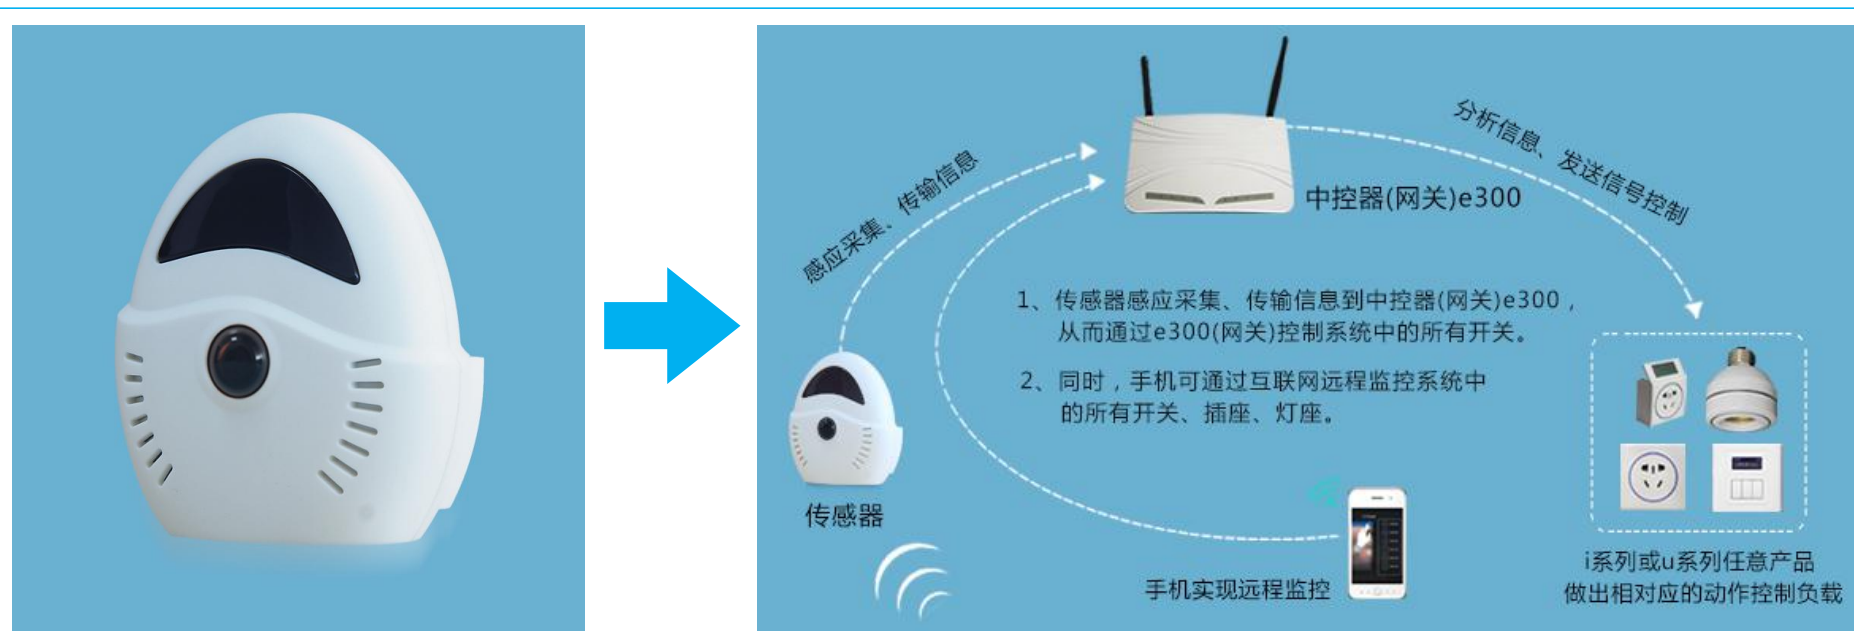 感应采集、传输信息
分析信息、发送信号控制
中控器(网关)e300
1、传感器感应采集、传输信息到中控器(网关)e300，
从而通过e300(网关)控制系统中的所有开关。
2、同时，手机可通过互联网远程监控系统中
的所有开关、插座、灯座。
传感器
手机实现远程监控
i系列或u系列任意产品
做出相对应的动作控制负载